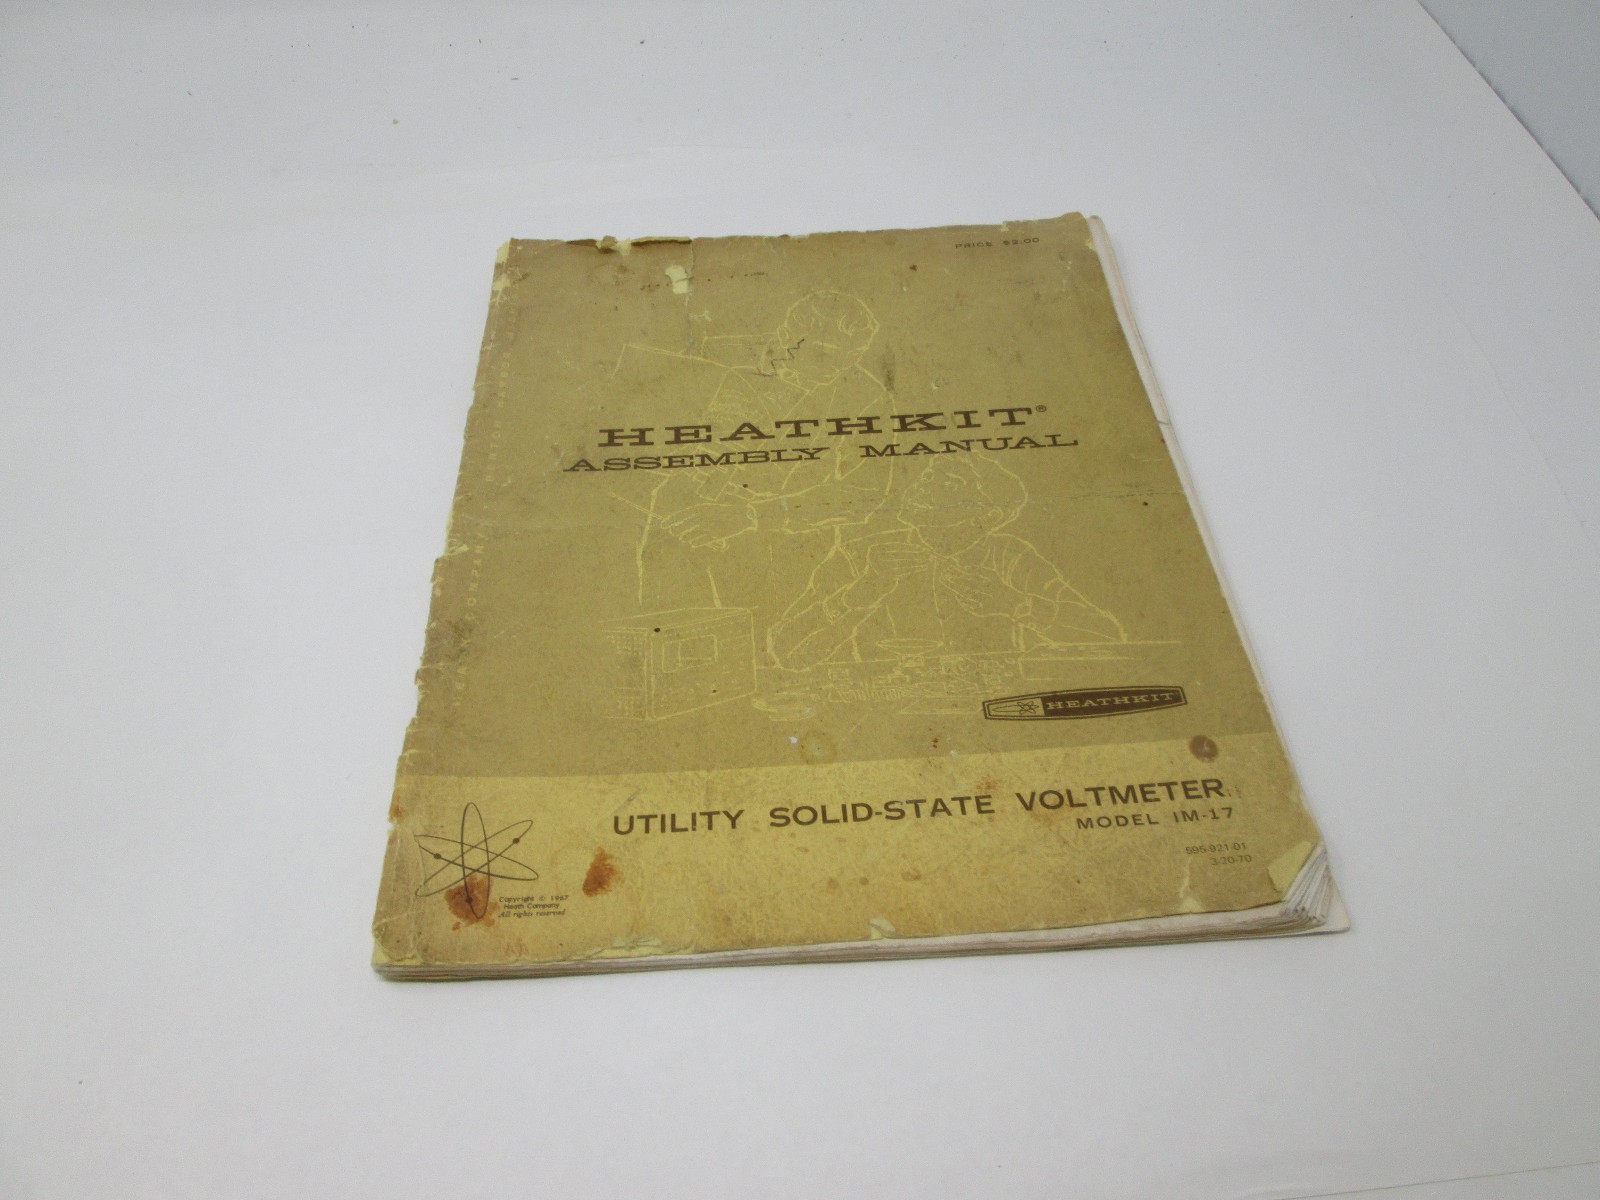 PRICE $2.00
HEATHKIT®
ASSEMBLY MANUAL
HEATHKIT
UTILITY SOLID-STATE VOLTMETER
MODEL IM-17
595-921-01
3-20-70
Copyright © 1967
Heath Company
All rights reserved
COMPANY